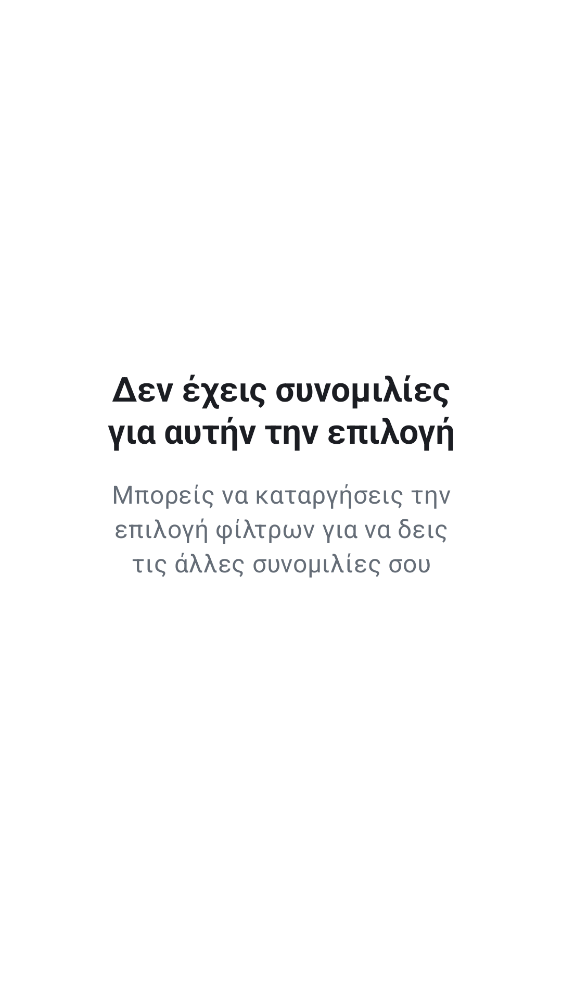 Δεν έχεις συνομιλίες
για αυτήν την επιλογή
Μπορείς να καταργήσεις την
επιλογή φίλτρων για να δεις
τις άλλες συνομιλίες σου